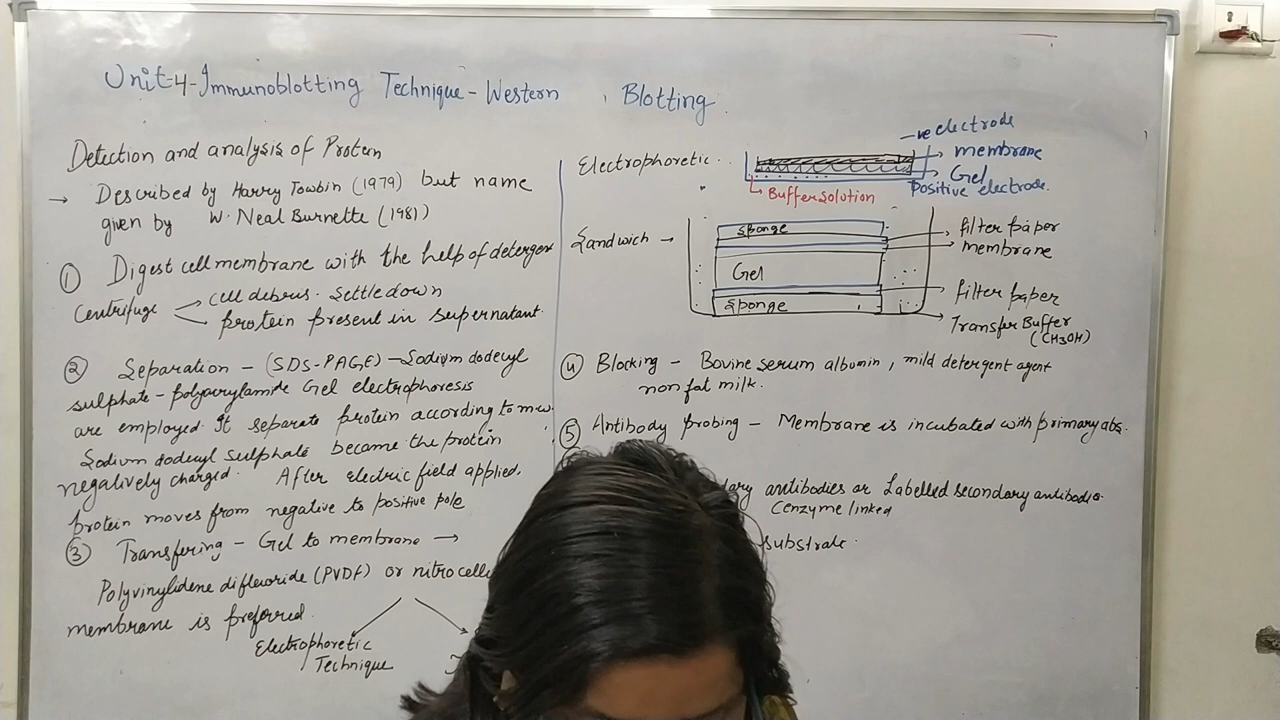 Unit-4-Immunoblotting Technique - Western Blotting
Detection and analysis of Protein
→ Described by Harry Towbin (1979) but name
given by W. Neal Burnette (1981)
① Digest cell membrane with the help of detergen
Centrifuge → cell debris. Settle down
→ protein present in supernatant.
② Separation - (SDS-PAGE) - Sodium dodecyl
sulphate - polyacrylamide Gel electrophoresis
are employed. It separate protein according to m.w.
Sodium dodecyl sulphate became the protein
negatively charged. After electric field applied.
protein moves from negative to positive pole
③ Transfering - Gel to membrane →
Polyvinylidene difluoride (PVDF) or nitrocellu
membrane is preferred.
Electrophoretic
Technique
Electrophoretic..
-ve electrode
membrane
Gel
Positive electrode.
Buffer solution
Sandwich →
Sponge
filter paper
membrane
Gel
filter paper
Sponge
Transfer Buffer
(CH3OH)
④ Blocking - Bovine serum albumin, mild detergent agent
non fat milk.
⑤ Antibody probing - Membrane is incubated with primary abs.
dary antibodies or Labelled secondary antibodies
Cenzyme linked
substrate.